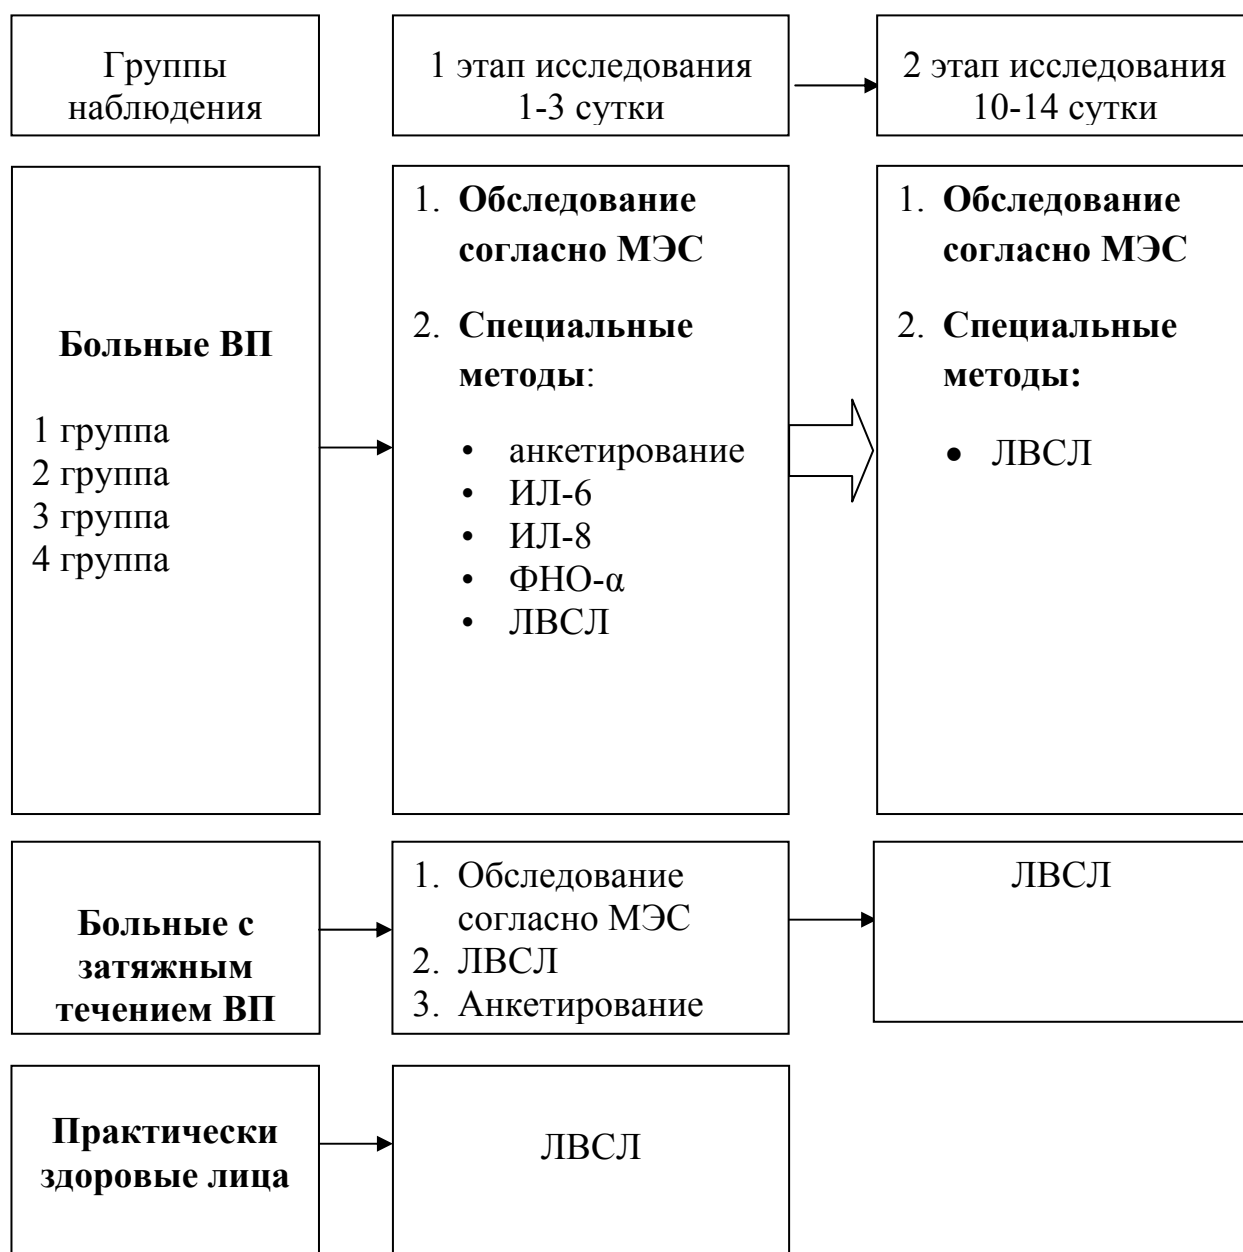 Группы
наблюдения
1 этап исследования
1-3 сутки
2 этап исследования
10-14 сутки
Больные ВП
1 группа
2 группа
3 группа
4 группа
1. Обследование
согласно МЭС
2. Специальные
методы:
• анкетирование
• ИЛ-6
• ИЛ-8
• ФНО-α
• ЛВСЛ
1. Обследование
согласно МЭС
2. Специальные
методы:
• ЛВСЛ
Больные с
затяжным
течением ВП
1. Обследование
согласно МЭС
2. ЛВСЛ
3. Анкетирование
ЛВСЛ
Практически
здоровые лица
ЛВСЛ